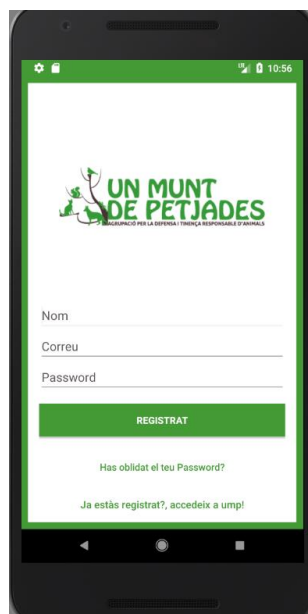 10:56
UN MUNT
DE PETJADES
AGRUPACIÓ PER LA DEFENSA I TINENÇA RESPONSABLE D'ANIMALS
Nom
Correu
Password
REGISTRAT
Has oblidat el teu Password?
Ja estàs registrat?, accedeix a ump!